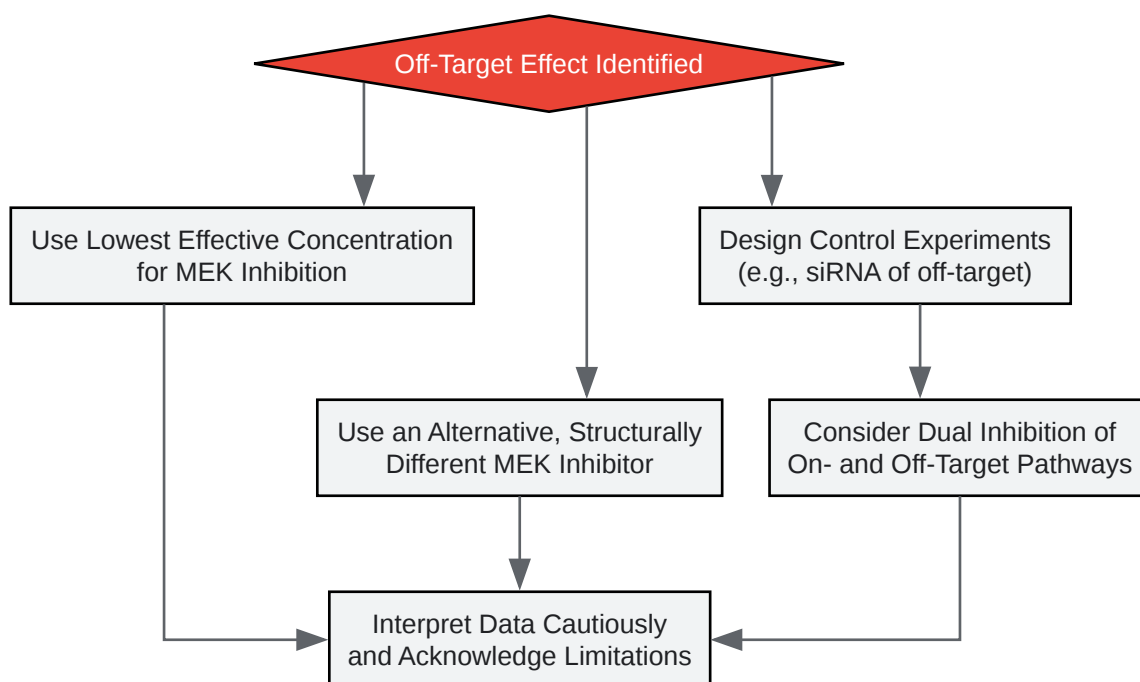 Off-Target Effect Identified
Use Lowest Effective Concentration
for MEK Inhibition
Design Control Experiments
(e.g., siRNA of off-target)
Use an Alternative, Structurally
Different MEK Inhibitor
Consider Dual Inhibition of
On- and Off-Target Pathways
Interpret Data Cautiously
and Acknowledge Limitations